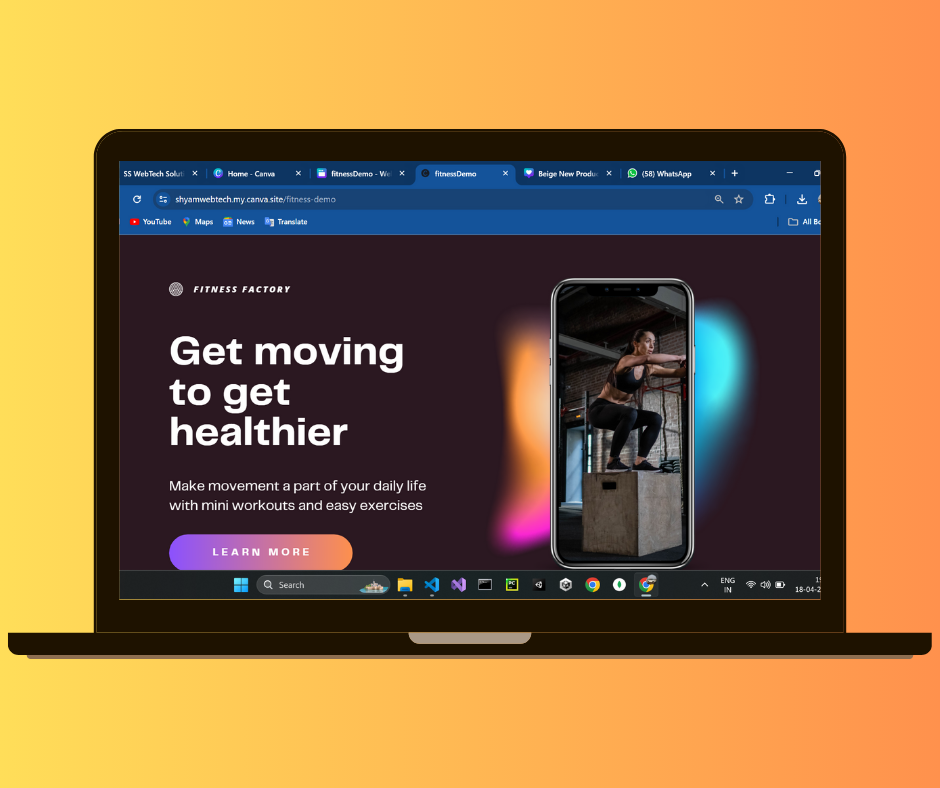 SS WebTech Soluti
Home - Canva
fitnessDemo - We
fitnessDemo
Beige New Produc
(58) WhatsApp
shyamwebtech.my.canva.site/fitness-demo
YouTube
Maps
News
Translate
All Bo
FITNESS FACTORY
Get moving
to get
healthier
Make movement a part of your daily life
with mini workouts and easy exercises
LEARN MORE
Search
ENG
IN
18-04-2